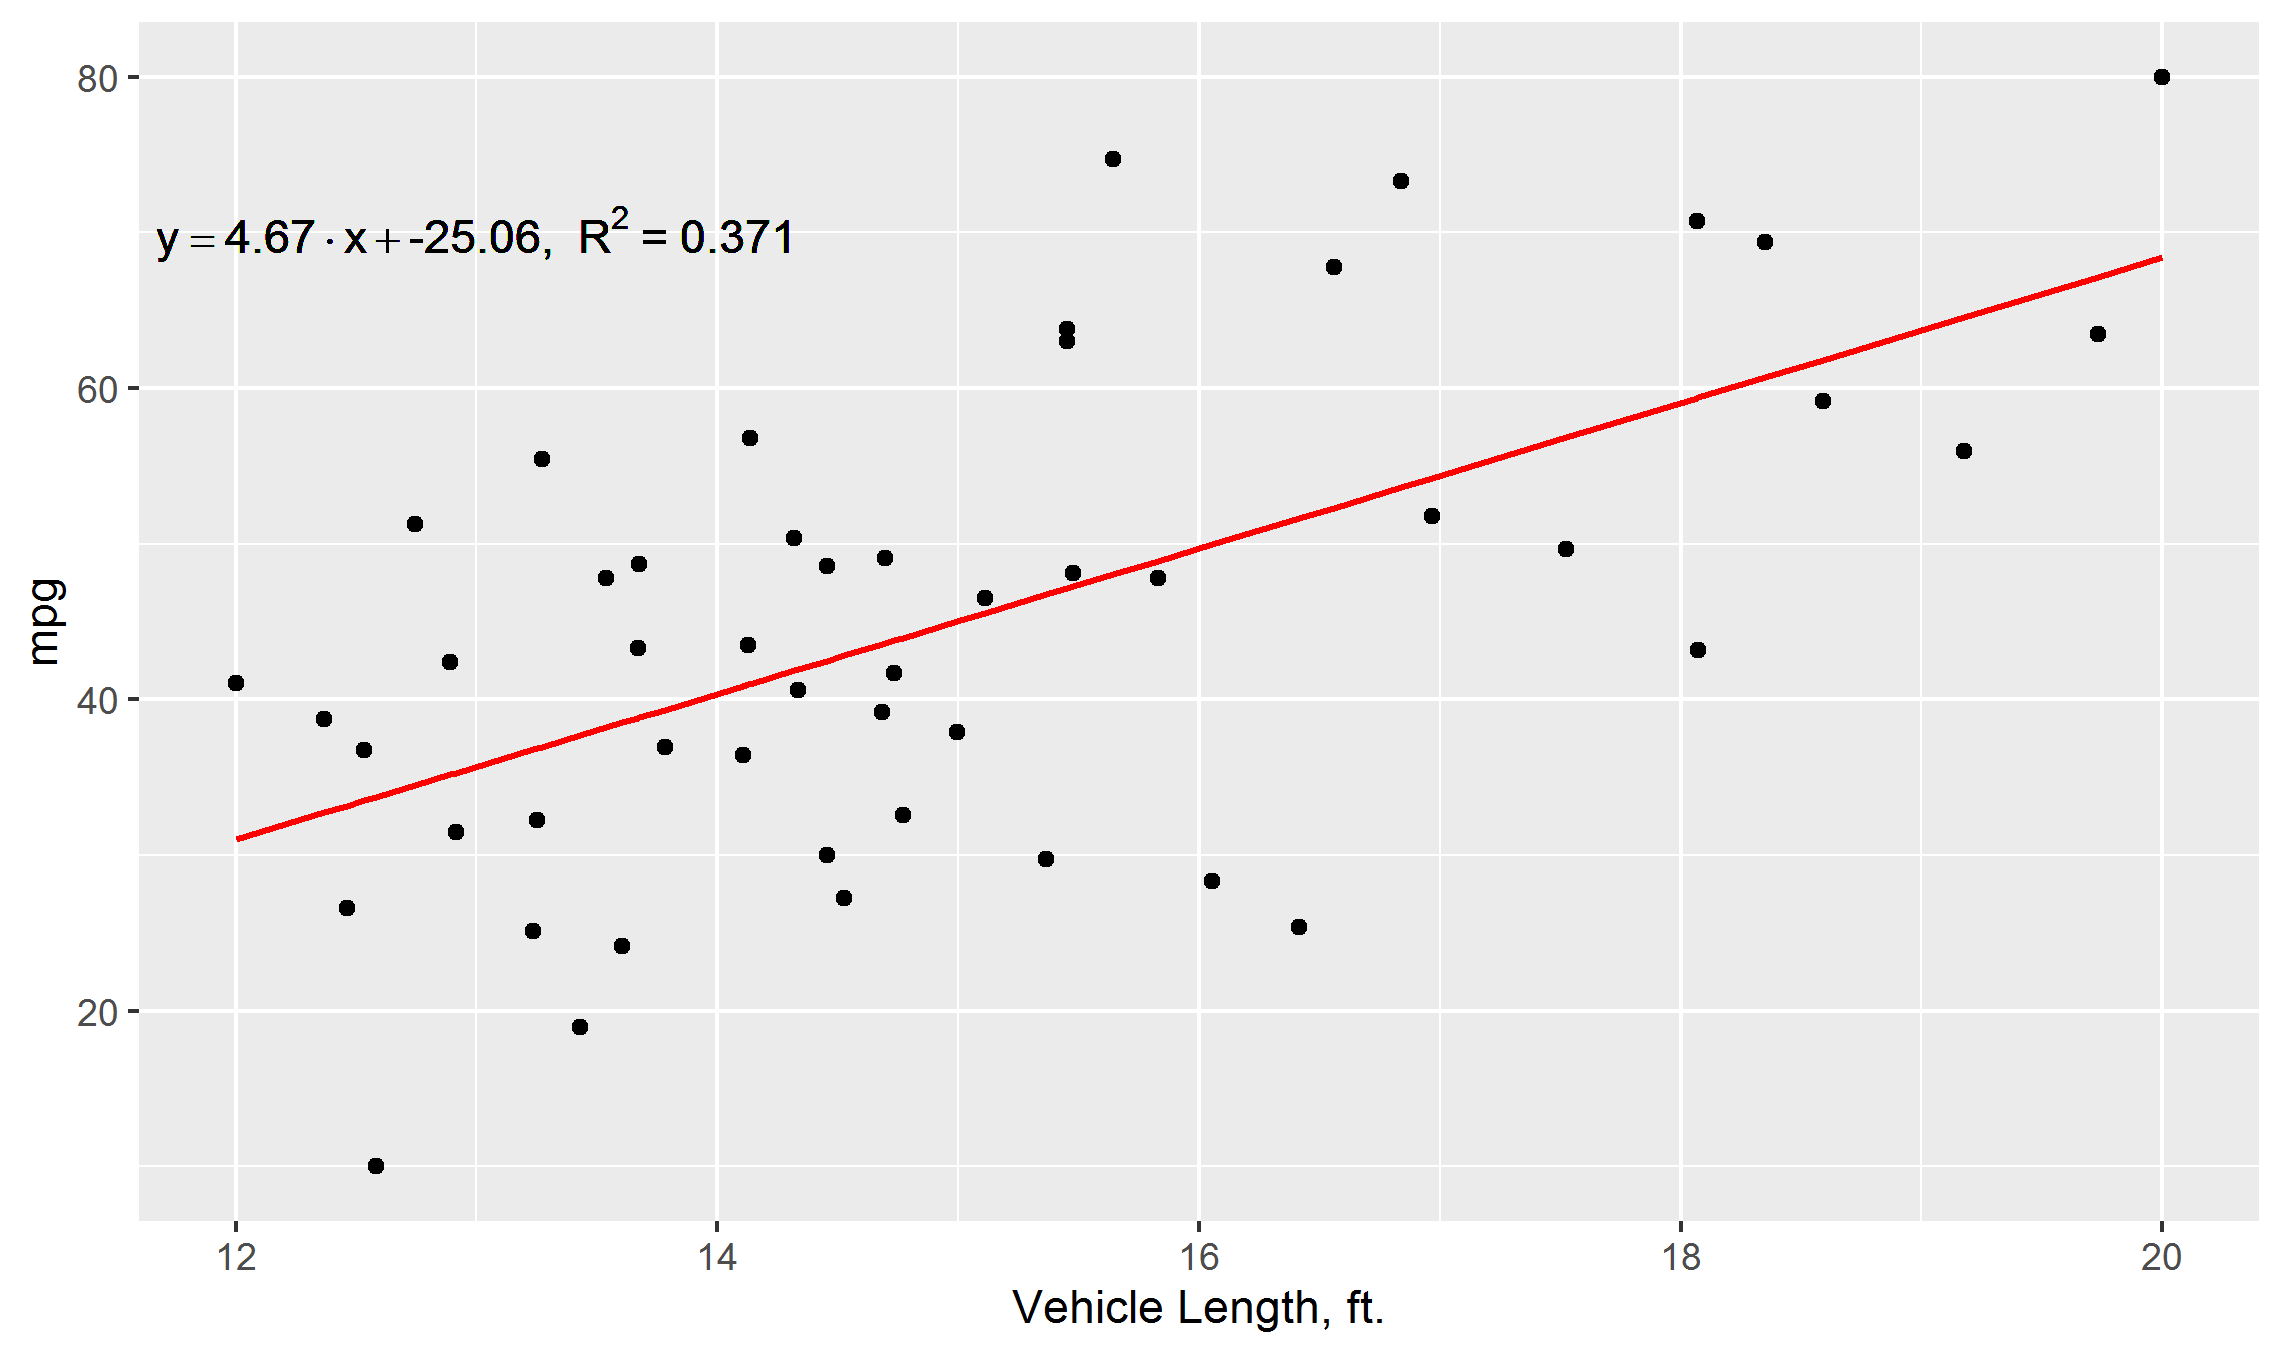 80
y = 4.67 · x + -25.06, R² = 0.371
60
mpg
40
20
12 14 16 18 20
Vehicle Length, ft.